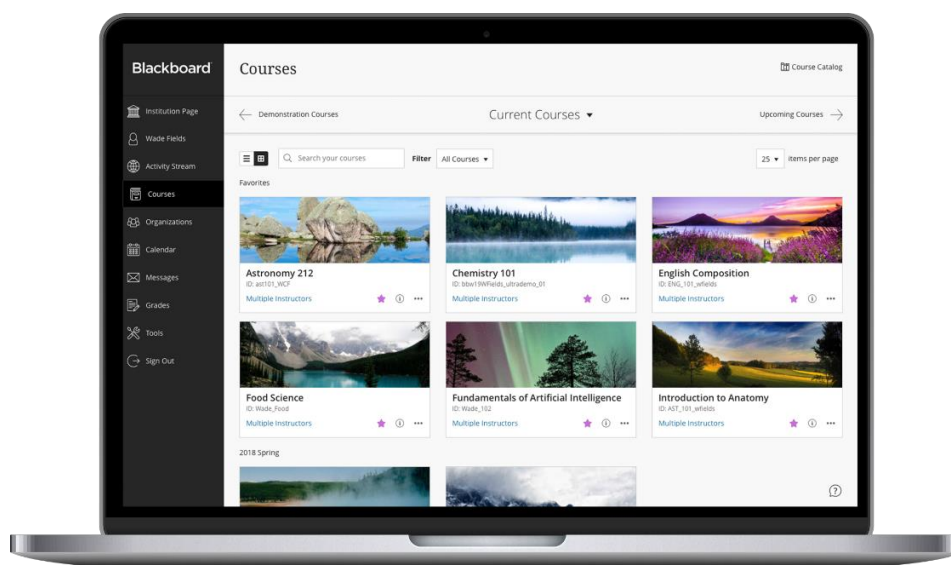 Blackboard
Institution Page
Wade Fields
Activity Stream
Courses
Organizations
Calendar
Messages
Grades
Tools
Sign Out
Courses
Course Catalog
Demonstration Courses
Current Courses
Upcoming Courses
Search your courses
Filter
All Courses
25
items per page
Favorites
Astronomy 212
ID: ast101_WCF
Multiple Instructors
Chemistry 101
ID: bbw19WFields_ultrademo_01
Multiple Instructors
English Composition
ID: ENG_101_wfields
Multiple Instructors
Food Science
ID: Wade_Food
Multiple Instructors
Fundamentals of Artificial Intelligence
ID: Wade_102
Multiple Instructors
Introduction to Anatomy
ID: AST_101_wfields
Multiple Instructors
2018 Spring